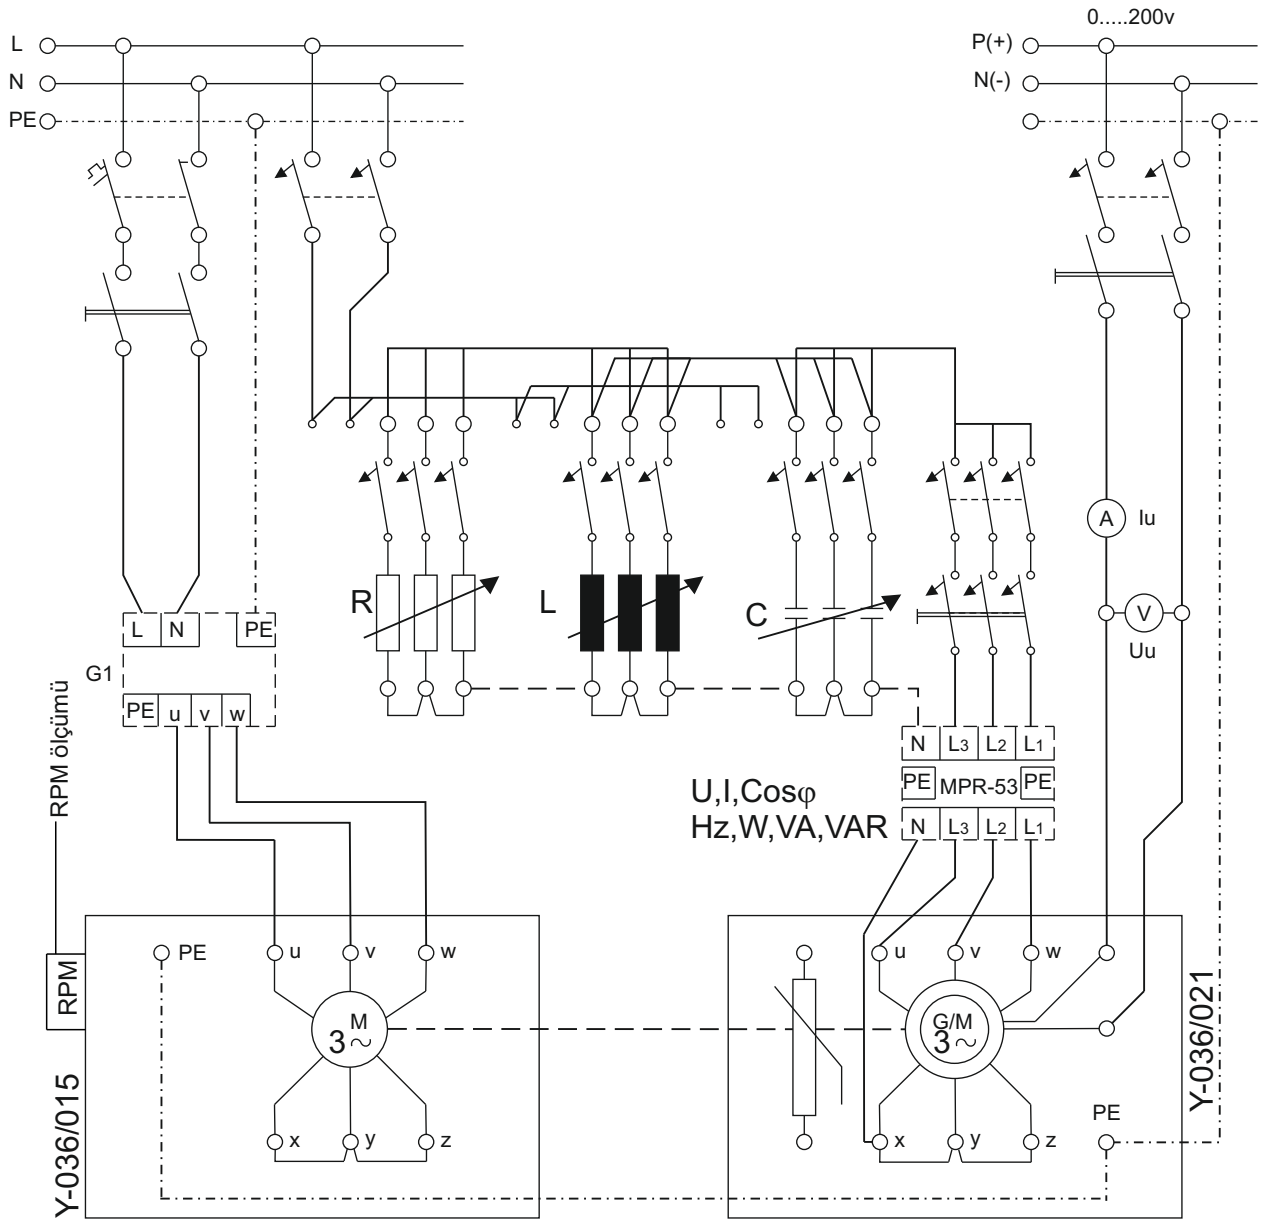 0.....200v
L
P(+)
N
N(-)
PE
A
Iu
R
L
C
V
Uu
L N PE
G1
PE u v w
RPM ölçümü
N L3 L2 L1
PE MPR-53 PE
U,I,Cosφ
Hz,W,VA,VAR
N L3 L2 L1
PE
u
v
w
u
v
w
RPM
M
3~
G/M
3~
Y-036/015
Y-036/021
x
y
z
x
y
z
PE